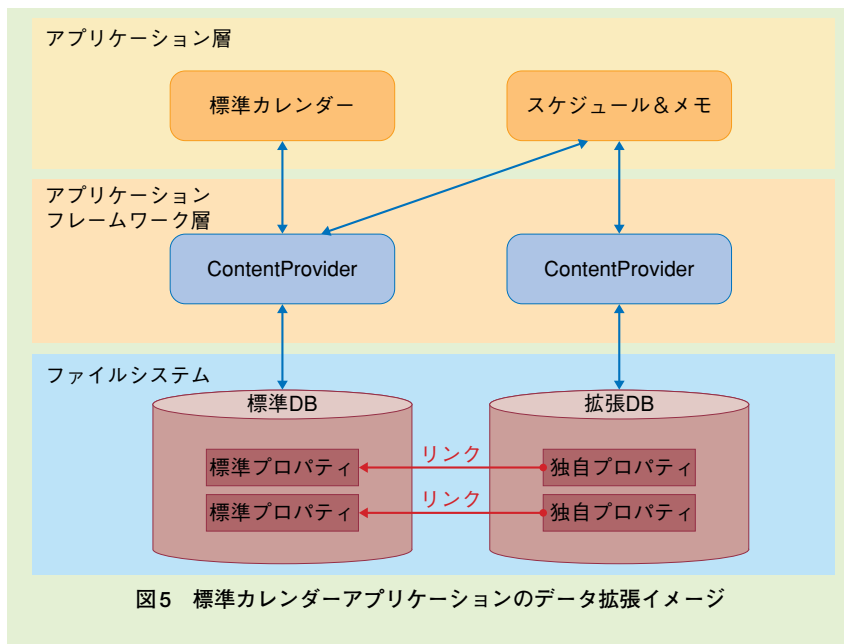 アプリケーション層
標準カレンダー
スケジュール＆メモ
アプリケーション
フレームワーク層
ContentProvider
ContentProvider
ファイルシステム
標準DB
拡張DB
標準プロパティ
リンク
独自プロパティ
標準プロパティ
リンク
独自プロパティ
図5　標準カレンダーアプリケーションのデータ拡張イメージ